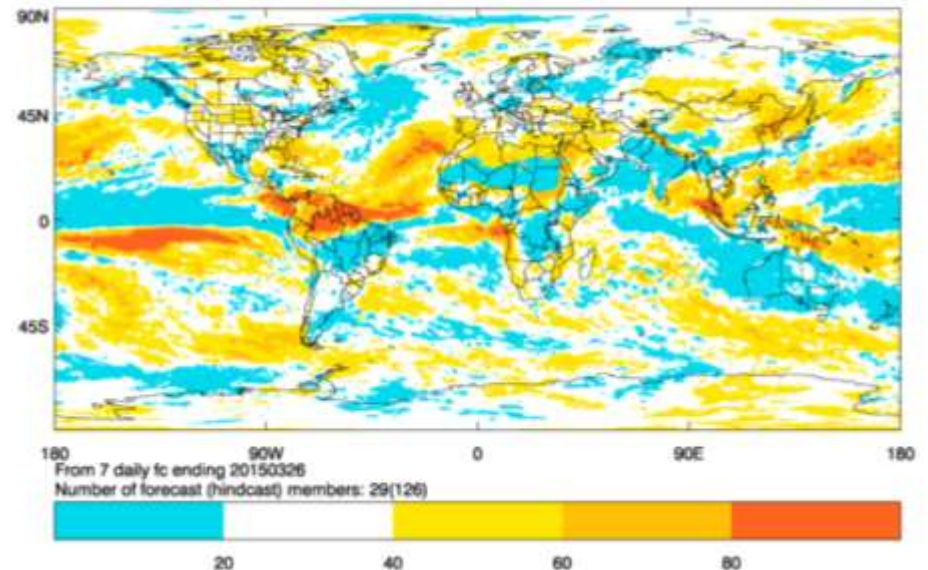 90N
45N
0
45S
180 90W 0 90E 180
From 7 daily fc ending 20150326
Number of forecast (hindcast) members: 29(126)
20 40 60 80